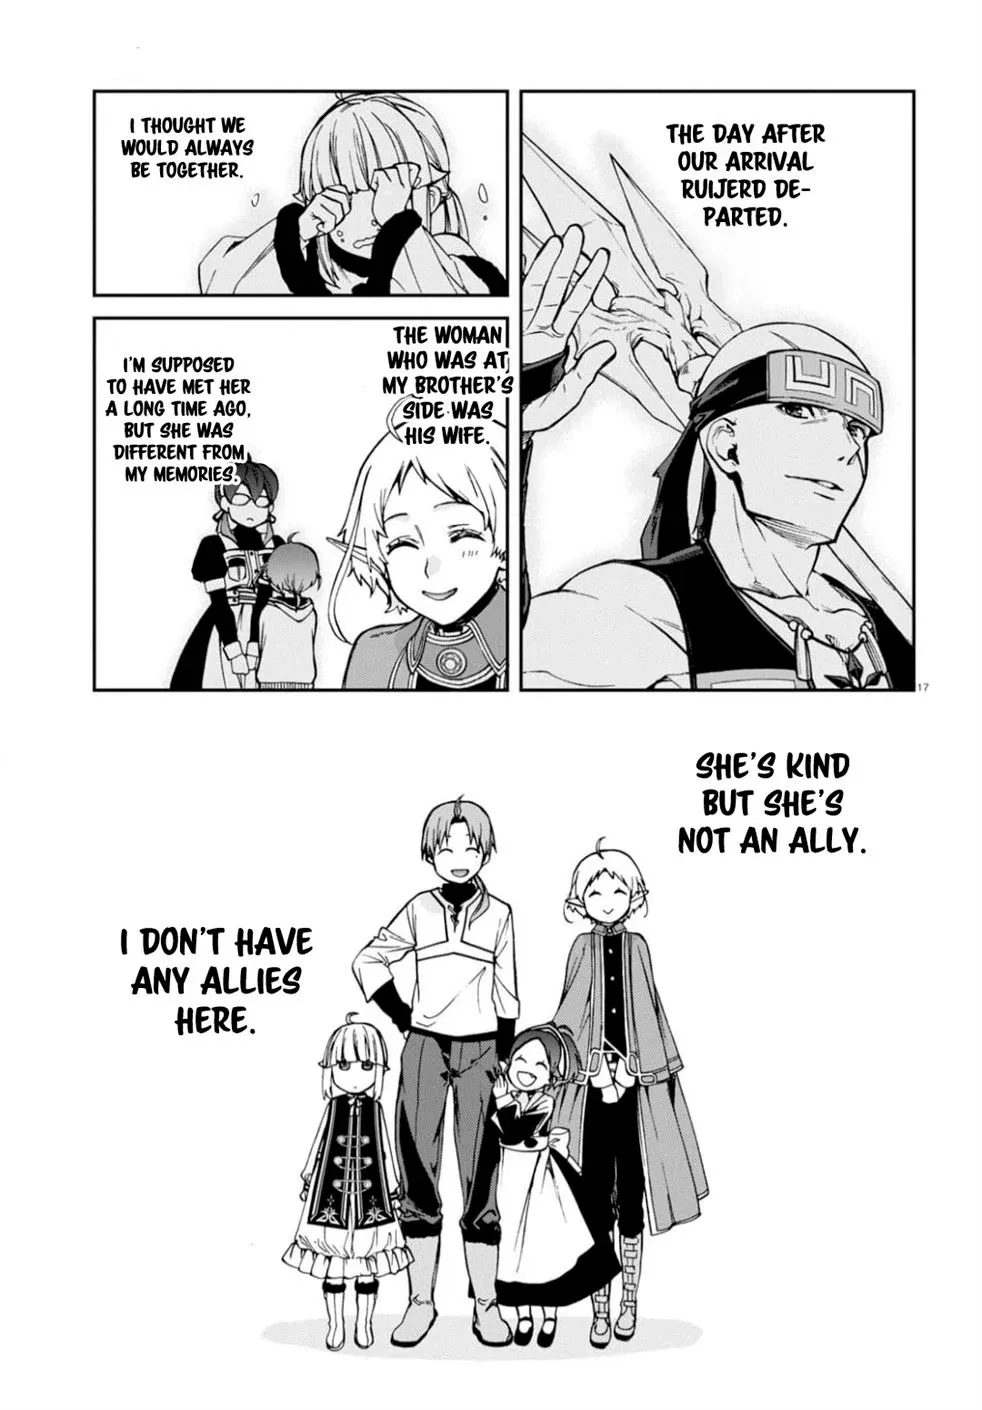 THE DAY AFTER
OUR ARRIVAL
RUIJERD DE-
PARTED.
I THOUGHT WE
WOULD ALWAYS
BE TOGETHER.
THE WOMAN
WHO WAS AT
MY BROTHER'S
SIDE WAS
HIS WIFE.
I'M SUPPOSED
TO HAVE MET HER
A LONG TIME AGO,
BUT SHE WAS
DIFFERENT FROM
MY MEMORIES.
17
SHE'S KIND
BUT SHE'S
NOT AN ALLY.
I DON'T HAVE
ANY ALLIES
HERE.